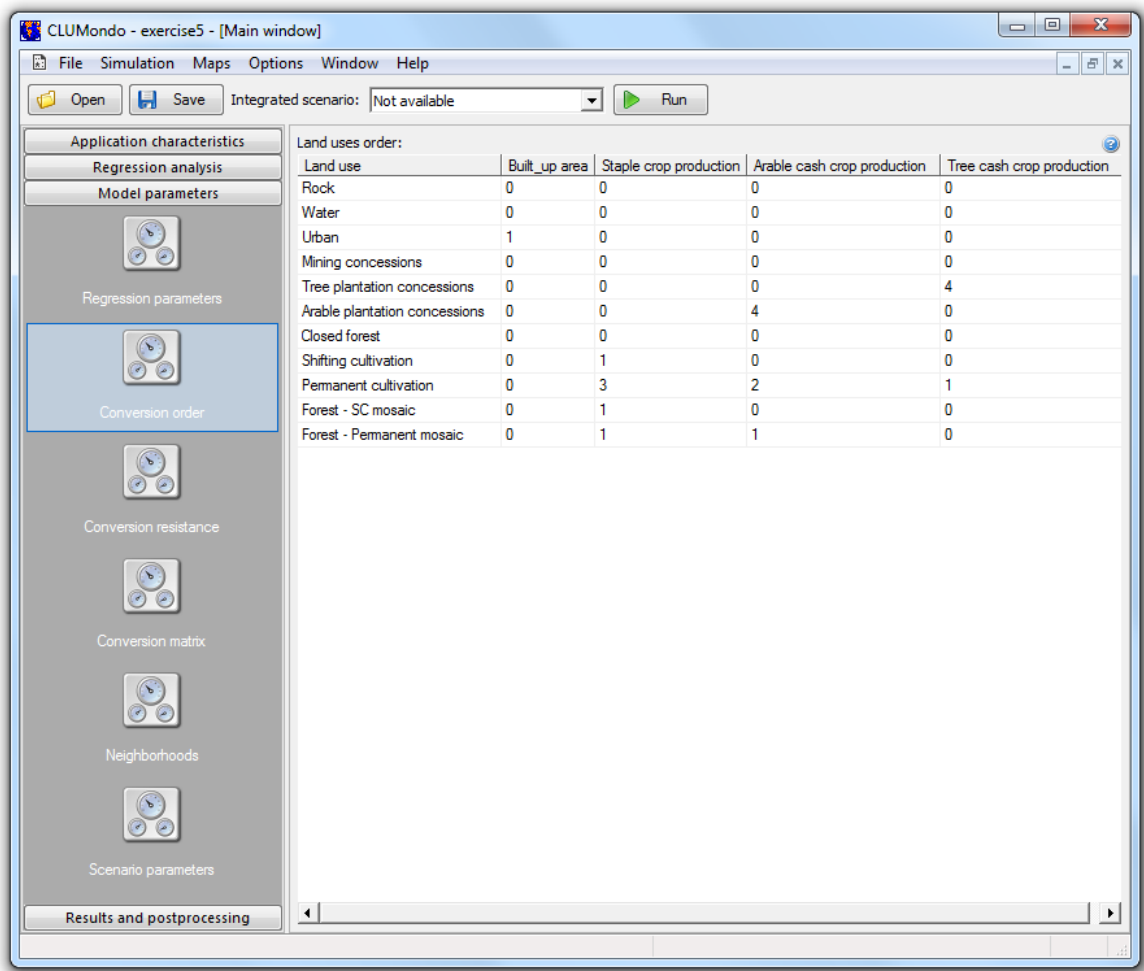 CLUMondo - exercise5 - [Main window]
File Simulation Maps Options Window Help
Open Save Integrated scenario: Not available Run
Application characteristics
Regression analysis
Model parameters
Regression parameters
Conversion order
Conversion resistance
Conversion matrix
Neighborhoods
Scenario parameters
Results and postprocessing
Land uses order:
Land use Built_up area Staple crop production Arable cash crop production Tree cash crop production
Rock 0 0 0 0
Water 0 0 0 0
Urban 1 0 0 0
Mining concessions 0 0 0 0
Tree plantation concessions 0 0 0 4
Arable plantation concessions 0 0 4 0
Closed forest 0 0 0 0
Shifting cultivation 0 1 0 0
Permanent cultivation 0 3 2 1
Forest - SC mosaic 0 1 0 0
Forest - Permanent mosaic 0 1 1 0